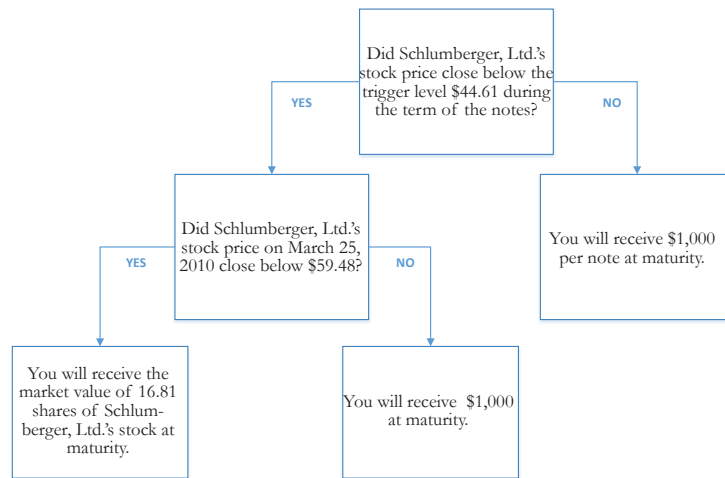 Did Schlumberger, Ltd.'s
stock price close below the
trigger level $44.61 during
the term of the notes?
YES
NO
Did Schlumberger, Ltd.'s
stock price on March 25,
2010 close below $59.48?
You will receive $1,000
per note at maturity.
YES
NO
You will receive the
market value of 16.81
shares of Schlum-
berger, Ltd.'s stock at
maturity.
You will receive $1,000
at maturity.